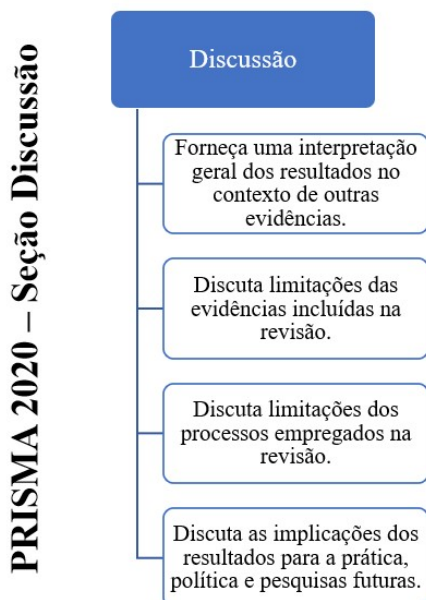 PRISMA 2020 – Seção Discussão
Discussão
Forneça uma interpretação
geral dos resultados no
contexto de outras
evidências.
Discuta limitações das
evidências incluídas na
revisão.
Discuta limitações dos
processos empregados na
revisão.
Discuta as implicações dos
resultados para a prática,
política e pesquisas futuras.